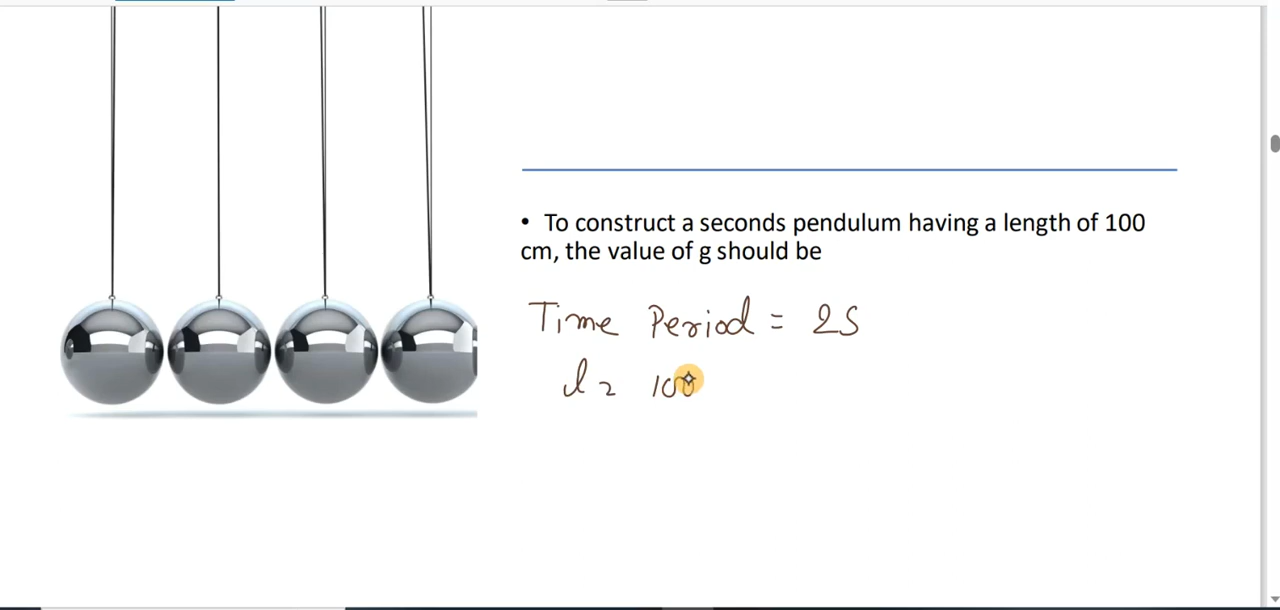 • To construct a seconds pendulum having a length of 100
cm, the value of g should be
Time Period = 2S
l = 100